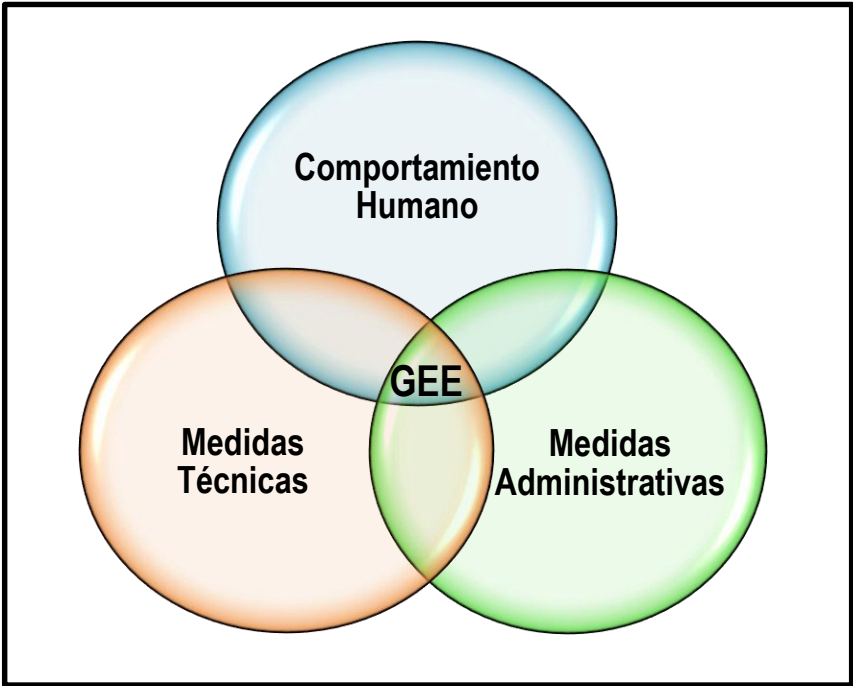 Comportamiento
Humano
GEE
Medidas
Técnicas
Medidas
Administrativas